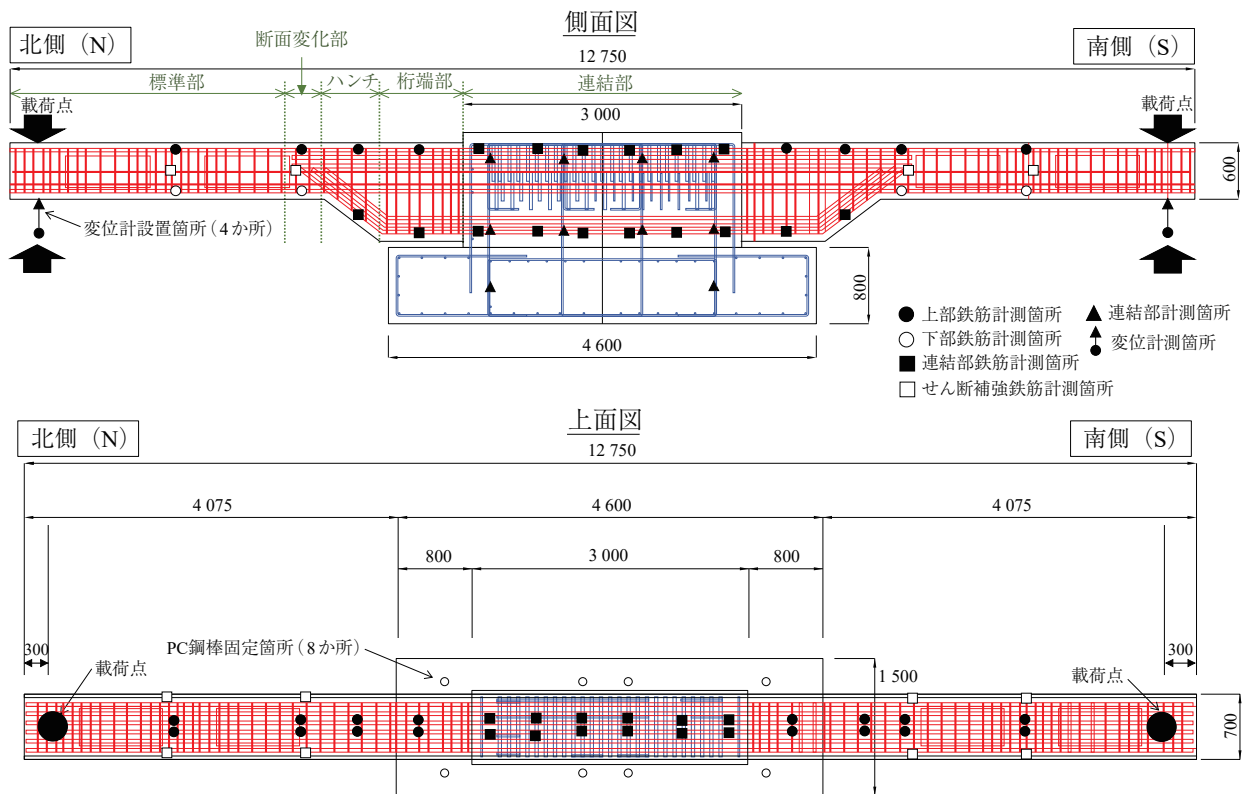 側面図
北側（N）
南側（S）
12 750
断面変化部
標準部
ハンチ
桁端部
連結部
載荷点
載荷点
3 000
600
変位計設置箇所（4か所）
800
4 600
上部鉄筋計測箇所
連結部計測箇所
下部鉄筋計測箇所
変位計測箇所
連結部鉄筋計測箇所
せん断補強鉄筋計測箇所
上面図
北側（N）
南側（S）
12 750
4 075
4 600
4 075
800
3 000
800
PC鋼棒固定箇所（8か所）
300
載荷点
1 500
載荷点
300
700